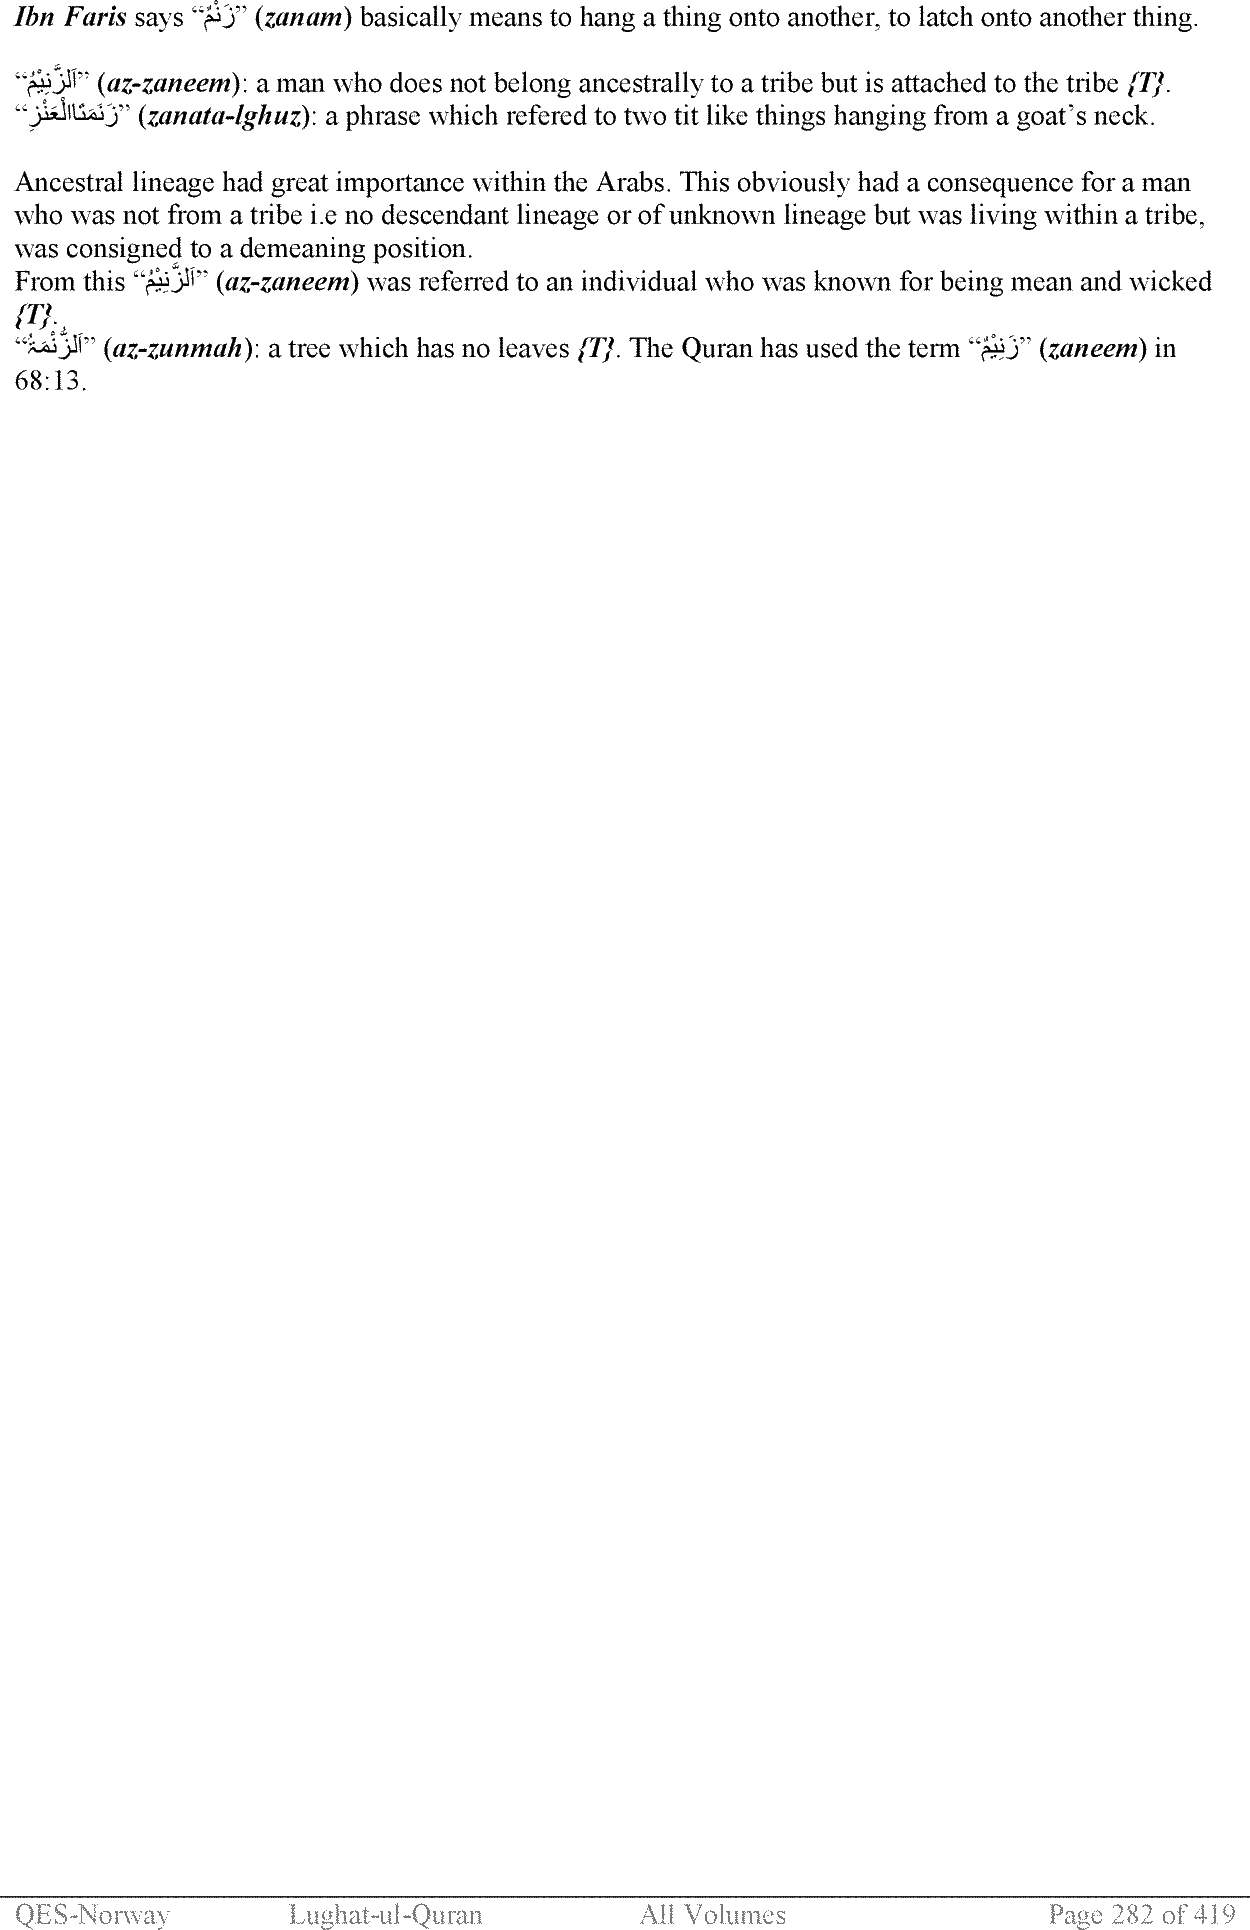 Ibn Faris says “زَنْمٌ” (zanam) basically means to hang a thing onto another, to latch onto another thing.
“اَلزَّنِيْمُ” (az-zaneem): a man who does not belong ancestrally to a tribe but is attached to the tribe {T}.
“زَنَمَتَاالْعَنْزِ” (zanata-lghuz): a phrase which refered to two tit like things hanging from a goat’s neck.
Ancestral lineage had great importance within the Arabs. This obviously had a consequence for a man
who was not from a tribe i.e no descendant lineage or of unknown lineage but was living within a tribe,
was consigned to a demeaning position.
From this “اَلزَّنِيْمُ” (az-zaneem) was referred to an individual who was known for being mean and wicked
{T}.
“اَلزُّنْمَۃُ” (az-zunmah): a tree which has no leaves {T}. The Quran has used the term “زَنِيْمٌ” (zaneem) in
68:13.
QES-Norway Lughat-ul-Quran All Volumes Page 282 of 419